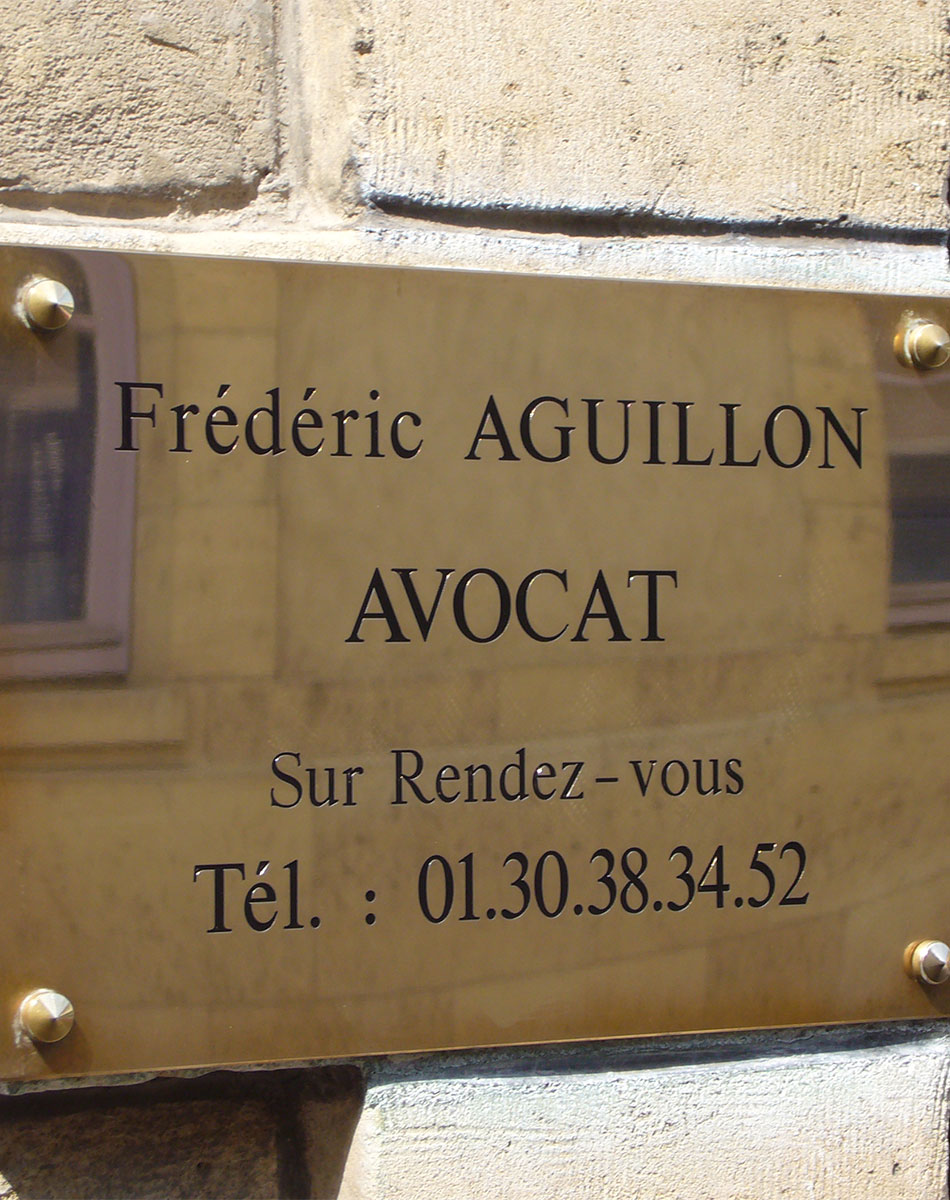 Frédéric AGUILLON
AVOCAT
Sur Rendez-vous
Tél. : 01.30.38.34.52